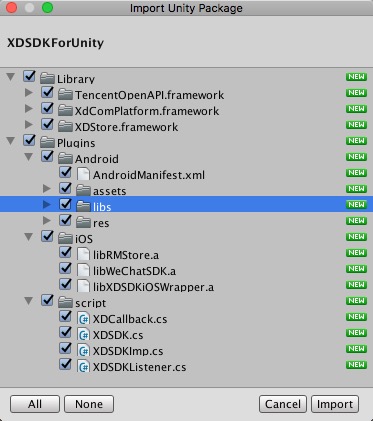 Import Unity Package
XDSDKForUnity
Library NEW
TencentOpenAPI.framework NEW
XdComPlatform.framework NEW
XDStore.framework NEW
Plugins NEW
Android NEW
AndroidManifest.xml NEW
assets NEW
libs NEW
res NEW
iOS NEW
libRMStore.a NEW
libWeChatSDK.a NEW
libXDSDKiOSWrapper.a NEW
script NEW
XDCallback.cs NEW
XDSDK.cs NEW
XDSDKImp.cs NEW
XDSDKListener.cs NEW
All None Cancel Import